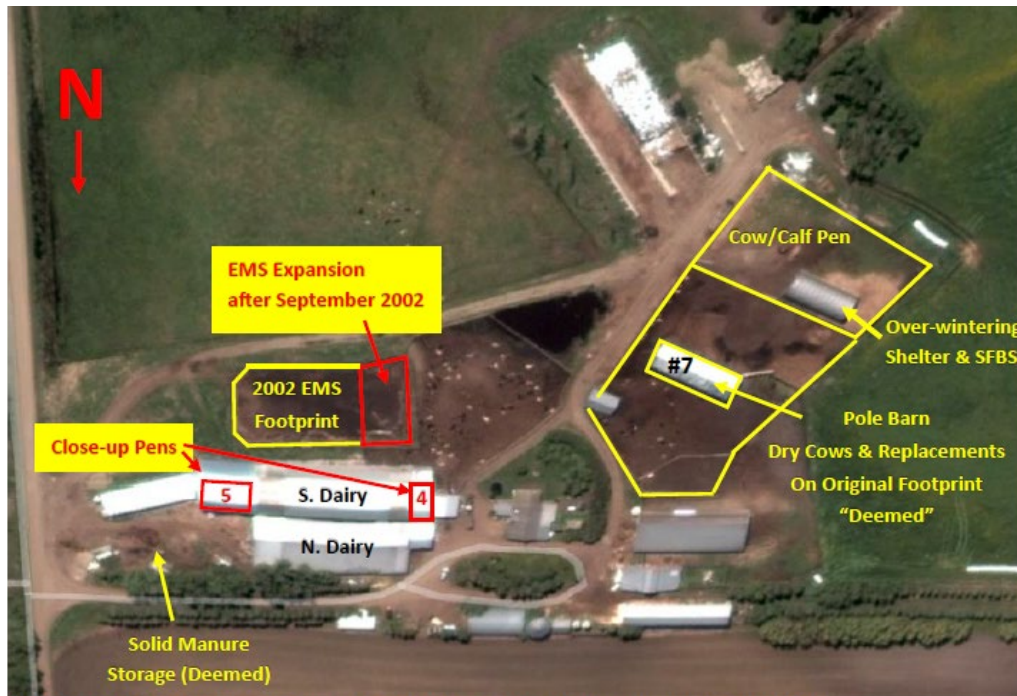 N
Cow/Calf Pen
EMS Expansion
after September 2002
Over-wintering
Shelter & SFBS
#7
2002 EMS
Footprint
Pole Barn
Dry Cows & Replacements
On Original Footprint
“Deemed”
Close-up Pens
5
S. Dairy
4
N. Dairy
Solid Manure
Storage (Deemed)